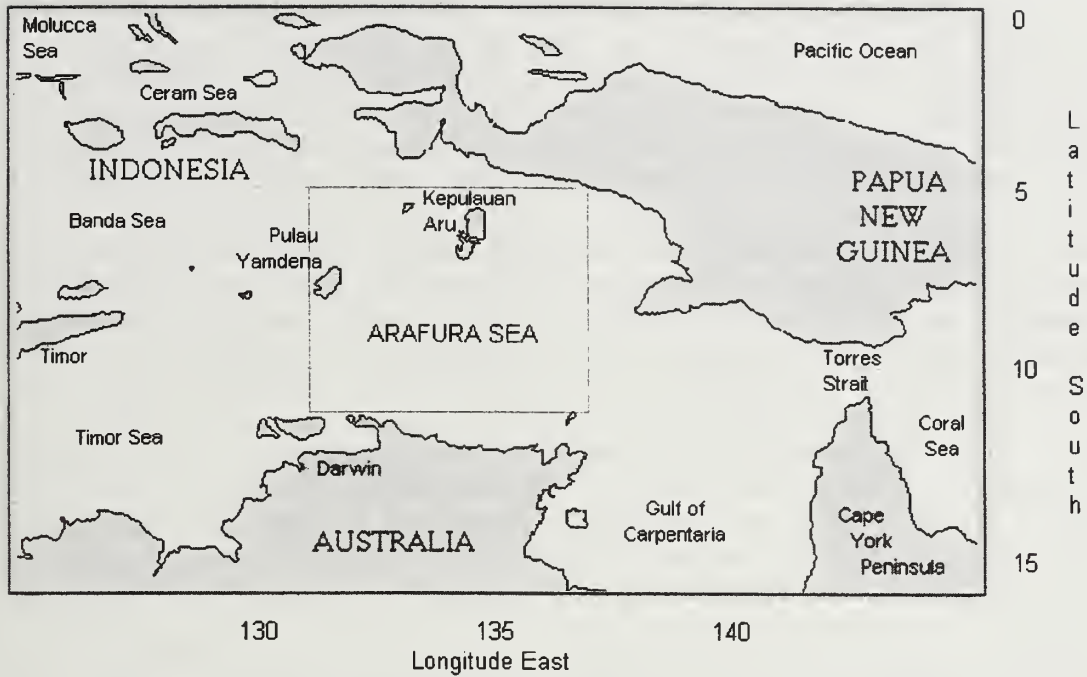 Molucca
Sea
Pacific Ocean
0
Ceram Sea
INDONESIA
Kepulauan
Aru
PAPUA
NEW
GUINEA
5
Banda Sea
Pulau
Yamdena
ARAFURA SEA
Timor
Torres
Strait
10
Timor Sea
Coral
Sea
Darwin
AUSTRALIA
Gulf of
Carpentaria
Cape
York
Peninsula
15
Latitude South
130
135
140
Longitude East